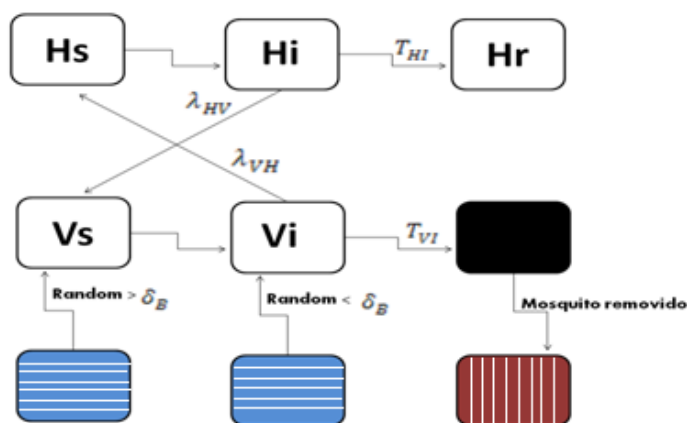 Hs
Hi
T_HI
Hr
λ_HV
λ_VH
Vs
Vi
T_VI
Random > δ_B
Random < δ_B
Mosquito removido